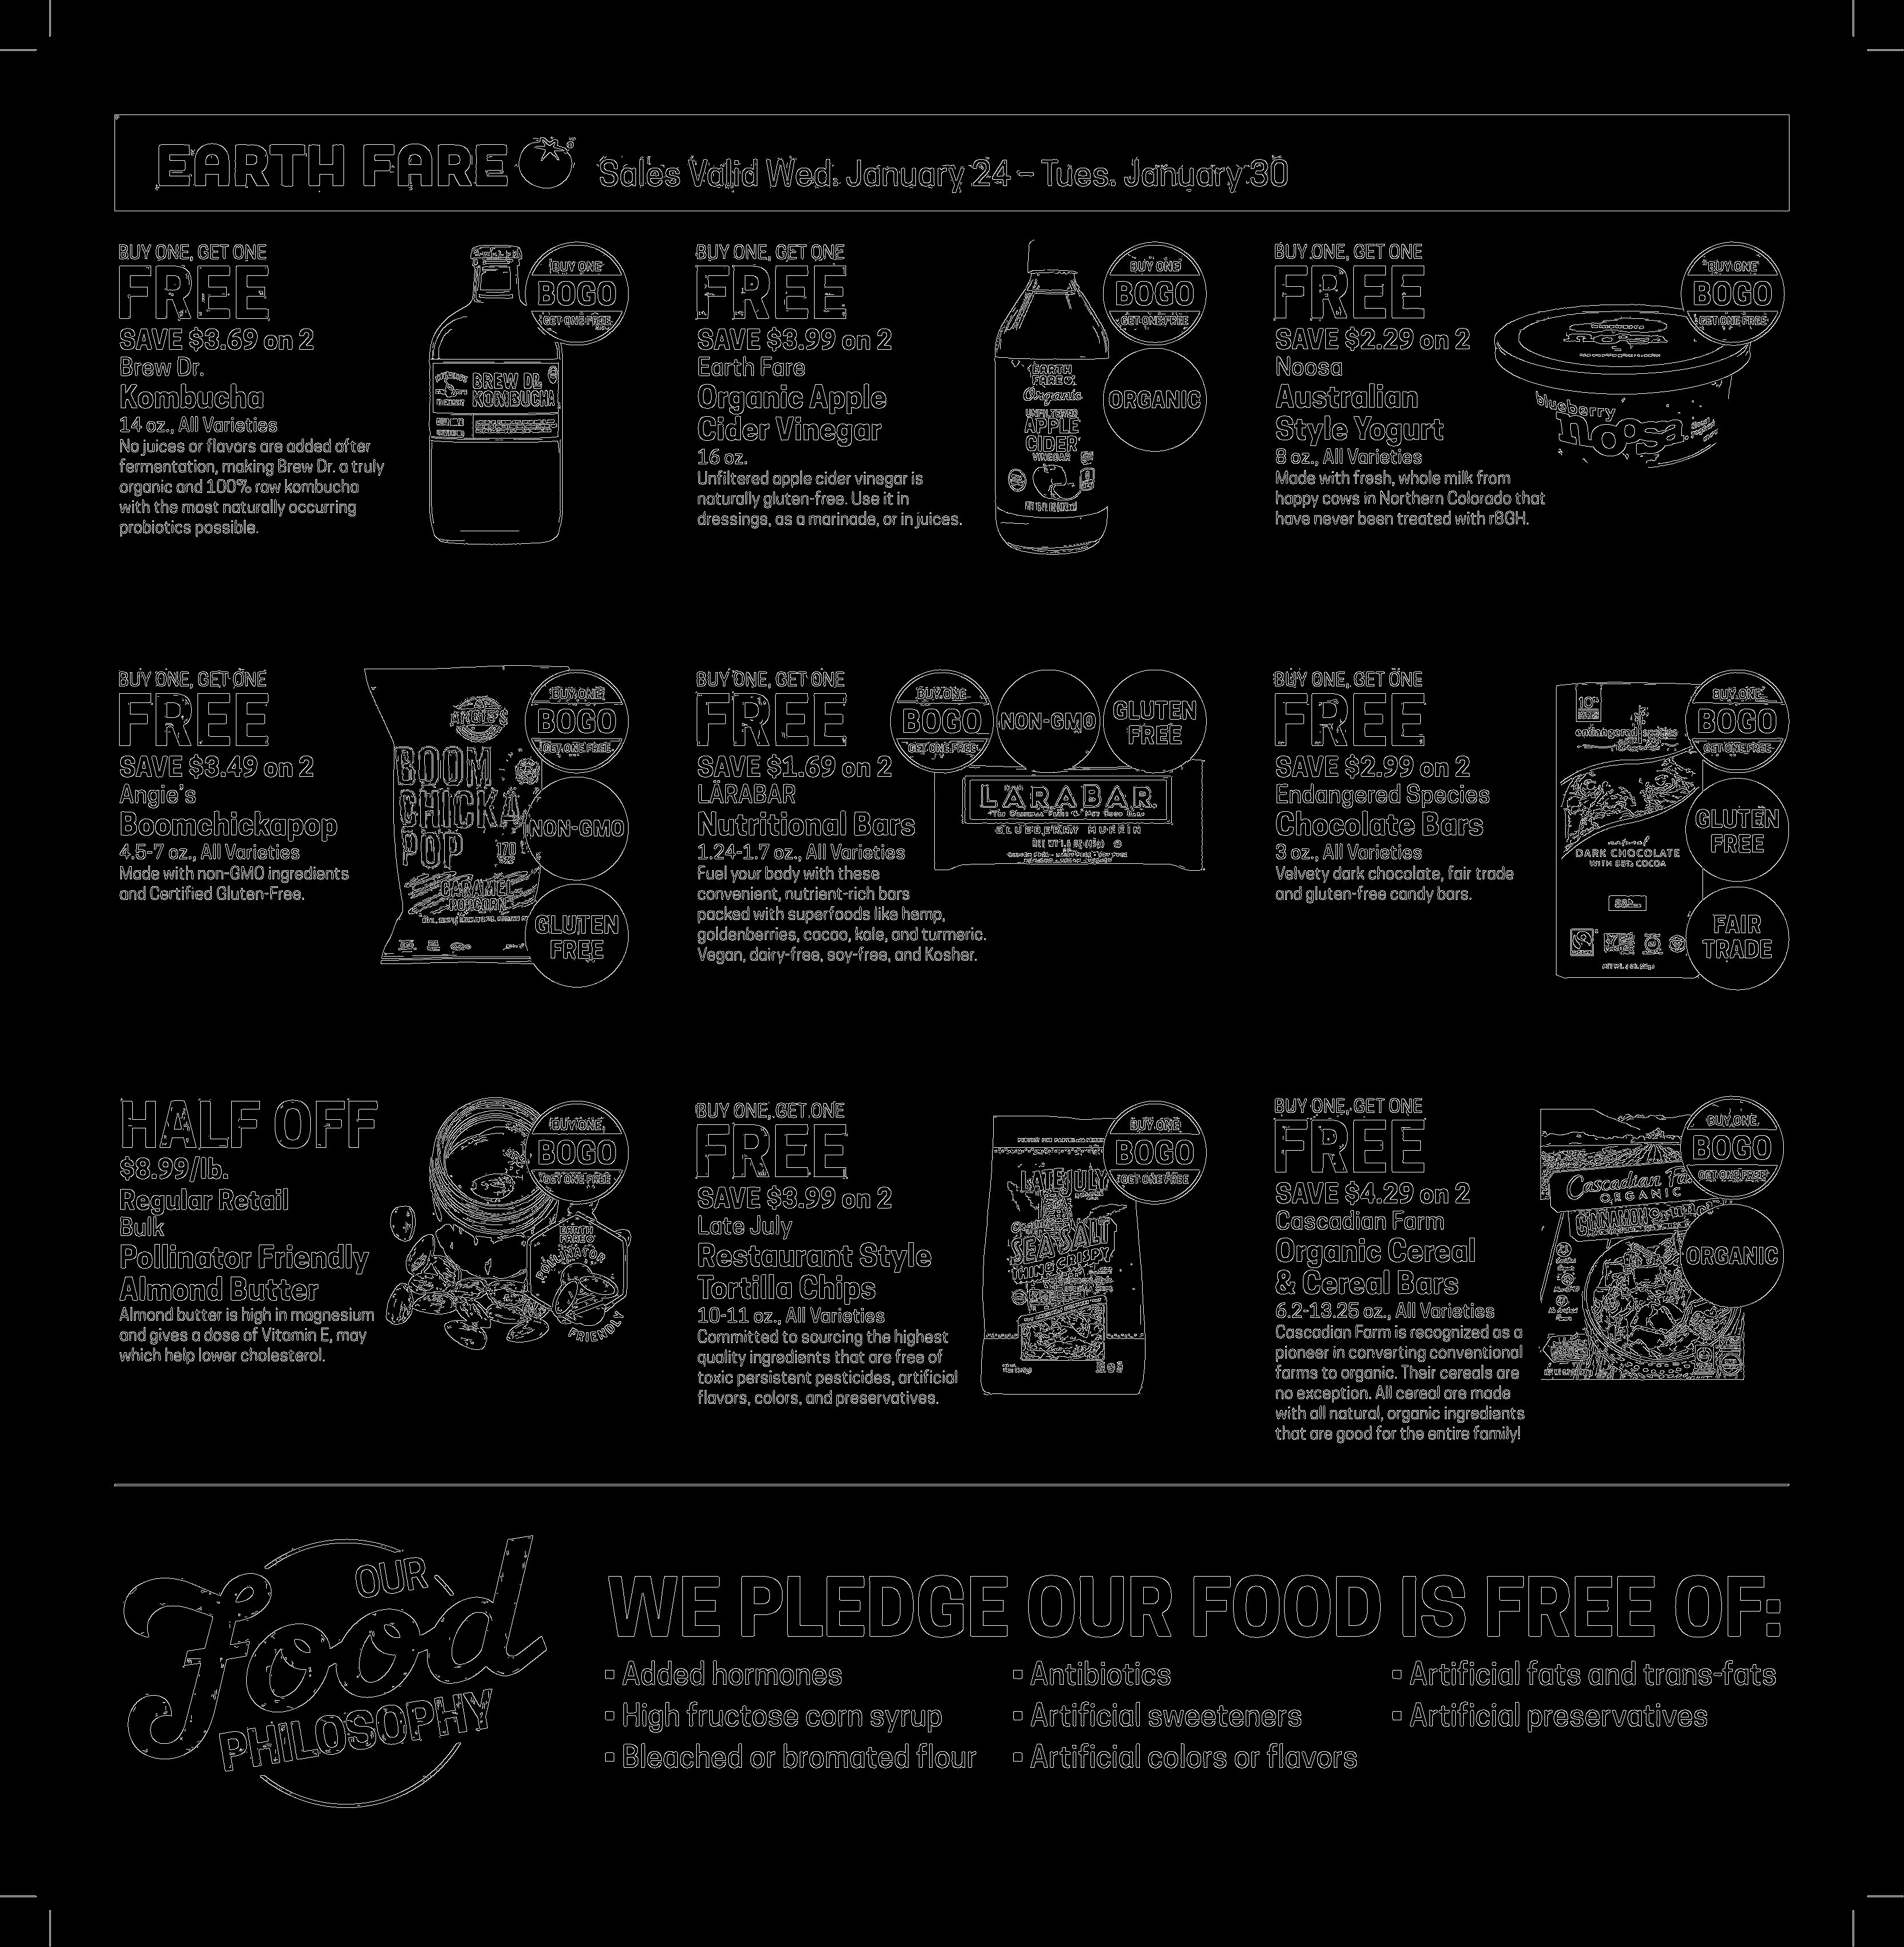 EARTH FARE Sales Valid Wed. January 24 – Tues. January 30
BUY ONE, GET ONE
FREE
SAVE $3.69 on 2
Brew Dr.
Kombucha
14 oz., All Varieties
No juices or flavors are added after
fermentation, making Brew Dr. a truly
organic and 100% raw kombucha
with the most naturally occurring
probiotics possible.
BREW DR.
KOMBUCHA
BUY ONE
BOGO
GET ONE FREE
BUY ONE, GET ONE
FREE
SAVE $3.99 on 2
Earth Fare
Organic Apple
Cider Vinegar
16 oz.
Unfiltered apple cider vinegar is
naturally gluten-free. Use it in
dressings, as a marinade, or in juices.
EARTH
FARE
Organic
UNFILTERED
APPLE
CIDER
VINEGAR
BUY ONE
BOGO
GET ONE FREE
ORGANIC
BUY ONE, GET ONE
FREE
SAVE $2.29 on 2
Noosa
Australian
Style Yogurt
8 oz., All Varieties
Made with fresh, whole milk from
happy cows in Northern Colorado that
have never been treated with rBGH.
blueberry
noosa
BUY ONE
BOGO
GET ONE FREE
BUY ONE, GET ONE
FREE
SAVE $3.49 on 2
Angie's
Boomchickapop
4.5-7 oz., All Varieties
Made with non-GMO ingredients
and Certified Gluten-Free.
ANGIE'S
BOOM
CHICKA
POP
CARAMEL
POPCORN
BUY ONE
BOGO
GET ONE FREE
NON-GMO
GLUTEN
FREE
BUY ONE, GET ONE
FREE
SAVE $1.69 on 2
LÄRABAR
Nutritional Bars
1.24-1.7 oz., All Varieties
Fuel your body with these
convenient, nutrient-rich bars
packed with superfoods like hemp,
goldenberries, cacao, kale, and turmeric.
Vegan, dairy-free, soy-free, and Kosher.
BUY ONE
BOGO
GET ONE FREE
NON-GMO
GLUTEN
FREE
LÄRABAR
BLUEBERRY MUFFIN
BUY ONE, GET ONE
FREE
SAVE $2.99 on 2
Endangered Species
Chocolate Bars
3 oz., All Varieties
Velvety dark chocolate, fair trade
and gluten-free candy bars.
endangered species
natural
DARK CHOCOLATE
WITH 88% COCOA
BUY ONE
BOGO
GET ONE FREE
GLUTEN
FREE
FAIR
TRADE
HALF OFF
$8.99/lb.
Regular Retail
Bulk
Pollinator Friendly
Almond Butter
Almond butter is high in magnesium
and gives a dose of Vitamin E, may
which help lower cholesterol.
BUY ONE
BOGO
GET ONE FREE
EARTH
FARE
POLLINATOR
FRIENDLY
BUY ONE, GET ONE
FREE
SAVE $3.99 on 2
Late July
Restaurant Style
Tortilla Chips
10-11 oz., All Varieties
Committed to sourcing the highest
quality ingredients that are free of
toxic persistent pesticides, artificial
flavors, colors, and preservatives.
LATE JULY
SEA SALT
THIN & CRISPY
BUY ONE
BOGO
GET ONE FREE
BUY ONE, GET ONE
FREE
SAVE $4.29 on 2
Cascadian Farm
Organic Cereal
& Cereal Bars
6.2-13.25 oz., All Varieties
Cascadian Farm is recognized as a
pioneer in converting conventional
farms to organic. Their cereals are
no exception. All cereal are made
with all natural, organic ingredients
that are good for the entire family!
Cascadian Fa
ORGANIC
CINNAMON
BUY ONE
BOGO
GET ONE FREE
ORGANIC
OUR
Food
PHILOSOPHY
WE PLEDGE OUR FOOD IS FREE OF:
▪ Added hormones
▪ High fructose corn syrup
▪ Bleached or bromated flour
▪ Antibiotics
▪ Artificial sweeteners
▪ Artificial colors or flavors
▪ Artificial fats and trans-fats
▪ Artificial preservatives